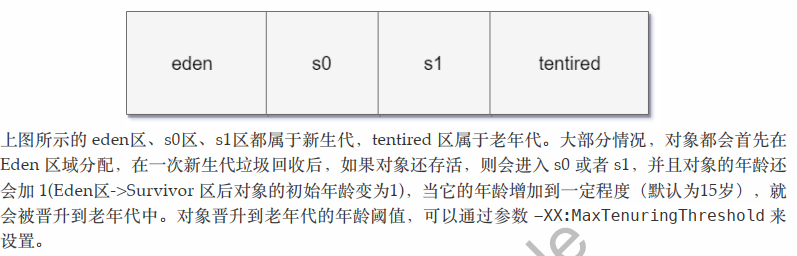 eden s0 s1 tentired
上图所示的 eden区、s0区、s1区都属于新生代，tentired 区属于老年代。大部分情况，对象都会首先在
Eden 区域分配，在一次新生代垃圾回收后，如果对象还存活，则会进入 s0 或者 s1，并且对象的年龄还
会加 1(Eden区->Survivor 区后对象的初始年龄变为1)，当它的年龄增加到一定程度（默认为15岁），就
会被晋升到老年代中。对象晋升到老年代的年龄阈值，可以通过参数 -XX:MaxTenuringThreshold 来
设置。